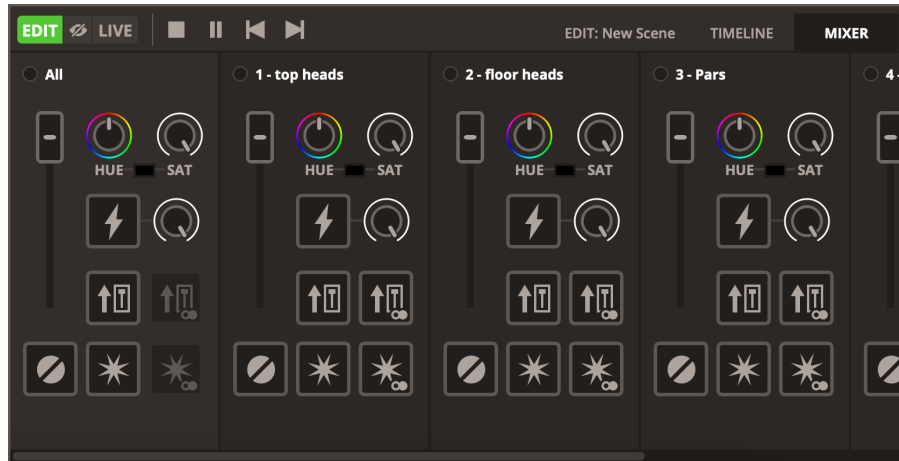 EDIT LIVE
EDIT: New Scene TIMELINE MIXER
All 1 - top heads 2 - floor heads 3 - Pars 4 -
HUE SAT HUE SAT HUE SAT HUE SAT